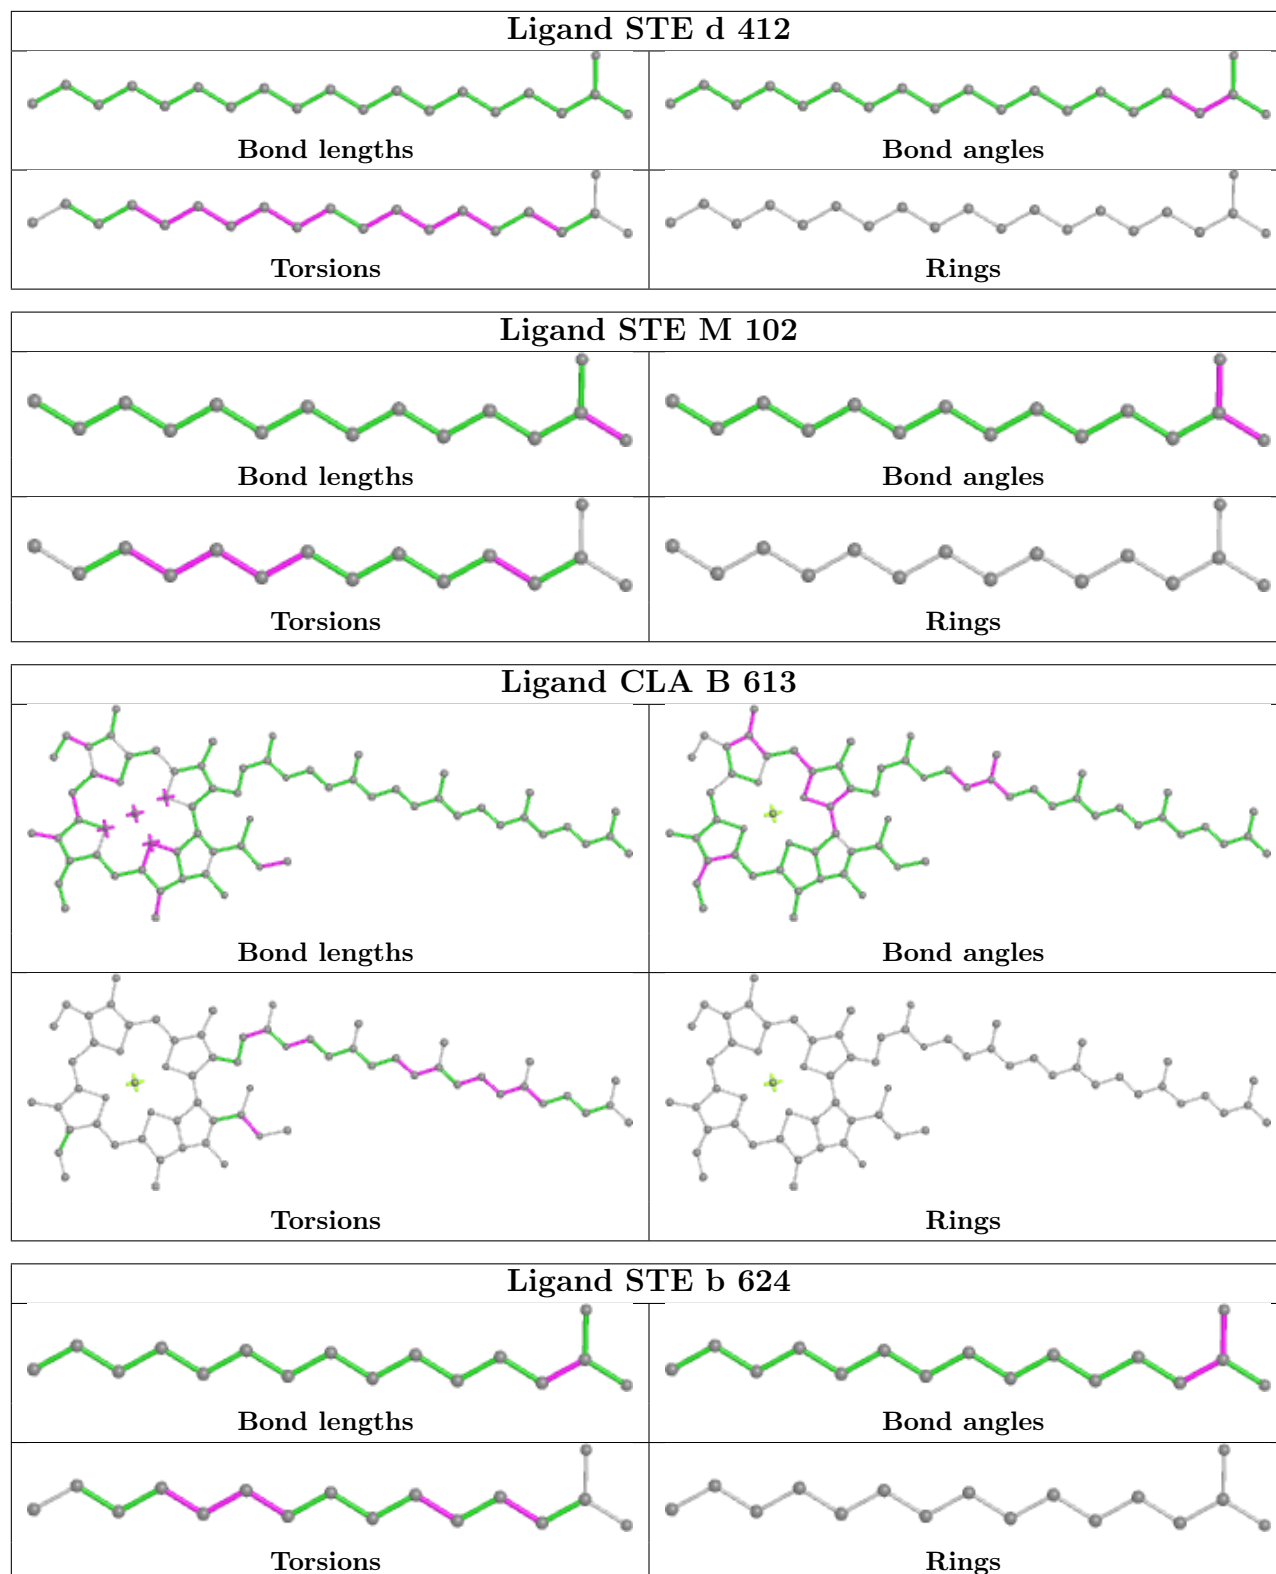 Ligand STE d 412
Bond lengths
Bond angles
Torsions
Rings
Ligand STE M 102
Bond lengths
Bond angles
Torsions
Rings
Ligand CLA B 613
Bond lengths
Bond angles
Torsions
Rings
Ligand STE b 624
Bond lengths
Bond angles
Torsions
Rings